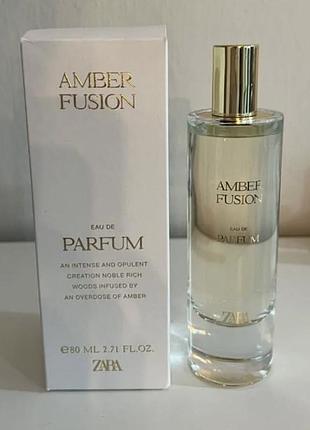 AMBER
FUSION
EAU DE
PARFUM
AN INTENSE AND OPULENT
CREATION NOBLE RICH
WOODS INFUSED BY
AN OVERDOSE OF AMBER
℮80 ML 2.71 FL.OZ.
ZARA
AMBER
FUSION
EAU DE
PARFUM
ZARA